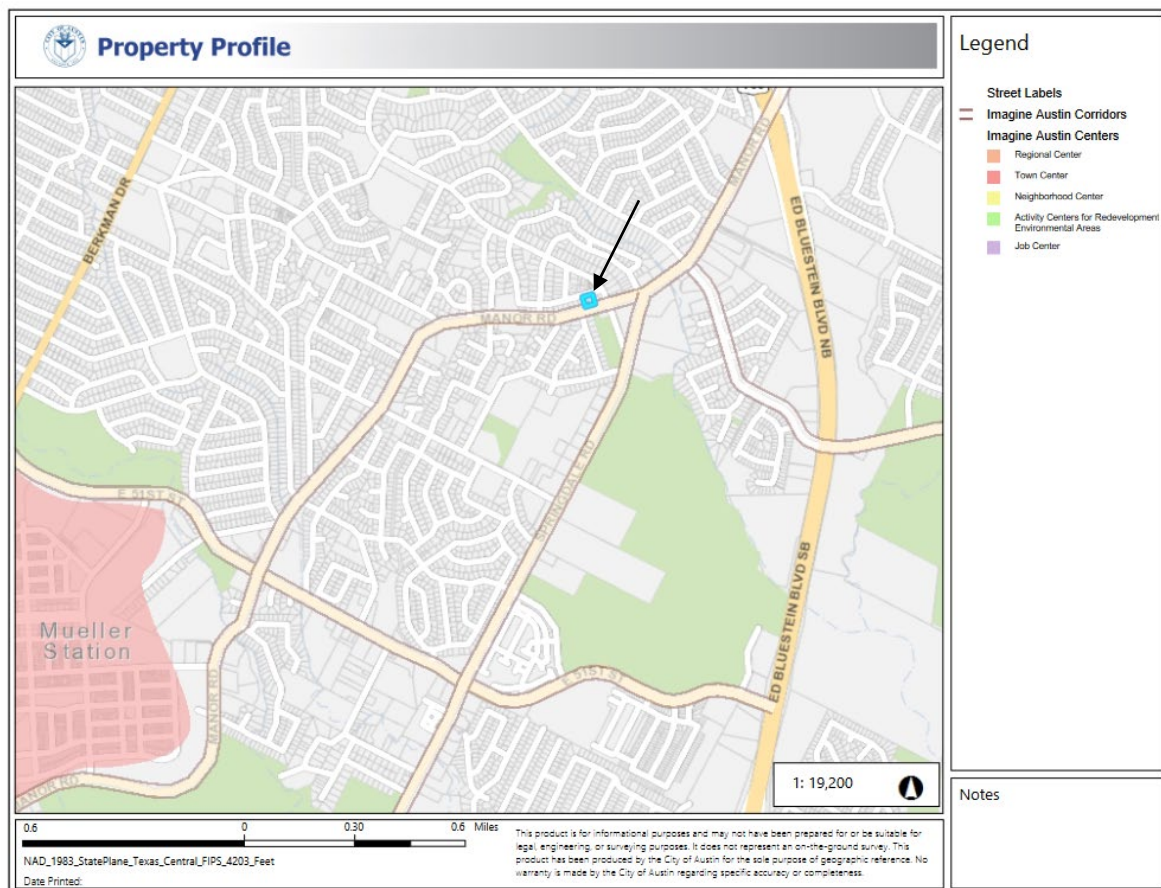 Property Profile
Legend
Street Labels
Imagine Austin Corridors
Imagine Austin Centers
Regional Center
Town Center
Neighborhood Center
Activity Centers for Redevelopment
Environmental Areas
Job Center
BERKMAN DR
MANOR RD
ED BLUESTEIN BLVD NB
MANOR RD
SPRINGDALE RD
E 51ST ST
Mueller
Station
MANOR RD
E 51ST ST
ED BLUESTEIN BLVD SB
MANOR RD
1: 19,200
Notes
0.6 0 0.30 0.6 Miles
NAD_1983_StatePlane_Texas_Central_FIPS_4203_Feet
Date Printed:
This product is for informational purposes and may not have been prepared for or be suitable for
legal, engineering, or surveying purposes. It does not represent an on-the-ground survey. This
product has been produced by the City of Austin for the sole purpose of geographic reference. No
warranty is made by the City of Austin regarding specific accuracy or completeness.